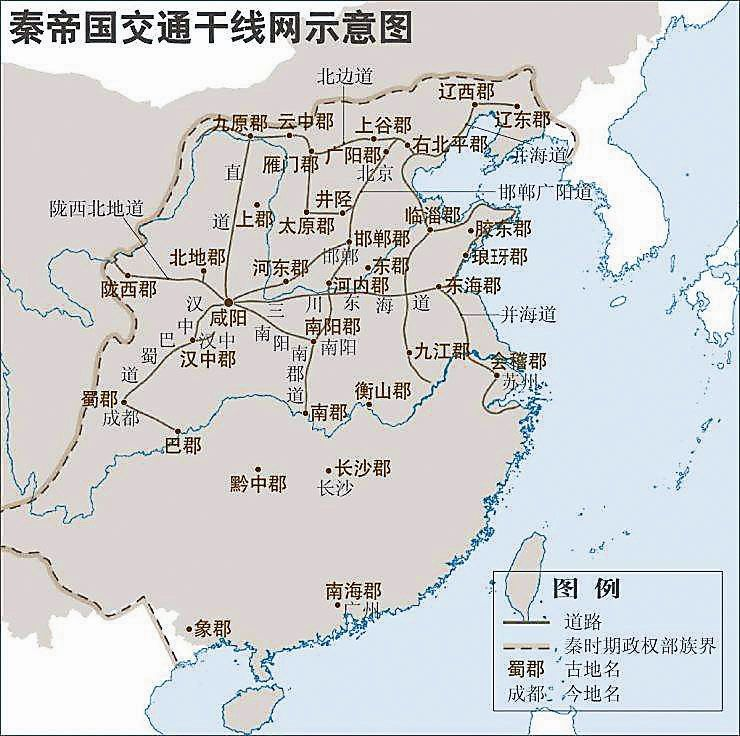 秦帝国交通干线网示意图
北边道
辽西郡
辽东郡
九原郡
云中郡
上谷郡
右北平郡
并海道
雁门郡
广阳郡
北京
直道
井陉
邯郸广阳道
陇西北地道
上郡
太原郡
临淄郡
胶东郡
邯郸郡
邯郸
琅玡郡
北地郡
河东郡
东郡
陇西郡
河内郡
东海郡
咸阳
三川东海道
并海道
汉中
汉中郡
巴蜀汉中道
南阳南郡道
南阳郡
南阳
九江郡
会稽郡
苏州
蜀郡
成都
衡山郡
南郡
巴郡
黔中郡
长沙郡
长沙
南海郡
广州
象郡
图 例
道路
秦时期政权部族界
蜀郡 古地名
成都 今地名